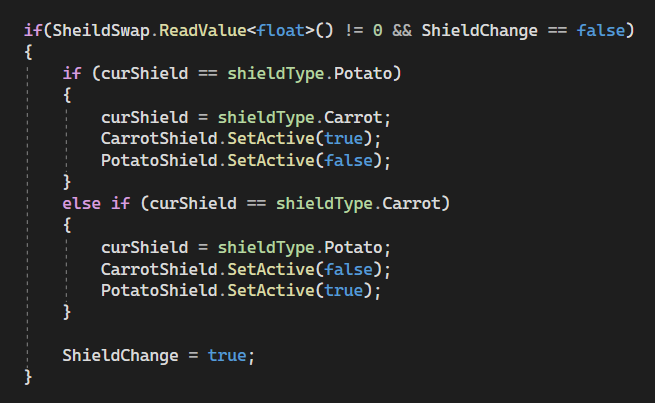 if(SheildSwap.ReadValue<float>() != 0 && ShieldChange == false)
{
if (curShield == shieldType.Potato)
{
curShield = shieldType.Carrot;
CarrotShield.SetActive(true);
PotatoShield.SetActive(false);
}
else if (curShield == shieldType.Carrot)
{
curShield = shieldType.Potato;
CarrotShield.SetActive(false);
PotatoShield.SetActive(true);
}
ShieldChange = true;
}